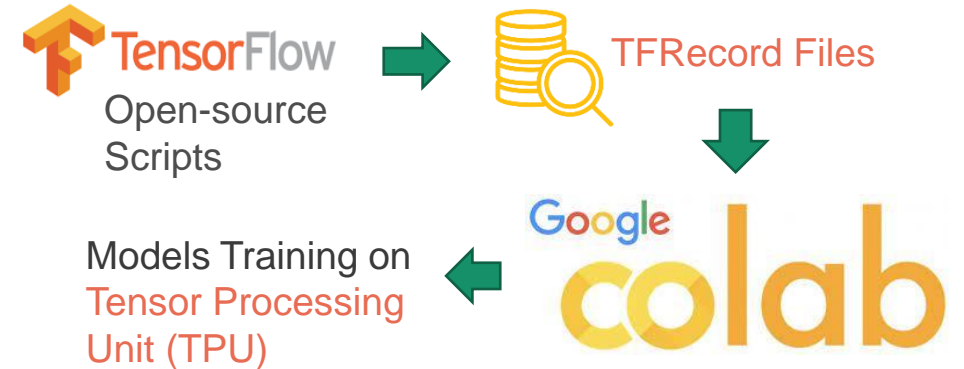 TensorFlow
Open-source
Scripts
TFRecord Files
Google
colab
Models Training on
Tensor Processing
Unit (TPU)